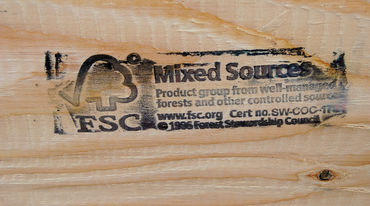 FSC
Mixed Sources
Product group from well-managed
forests and other controlled sources
www.fsc.org Cert no. SW-COC-
© 1996 Forest Stewardship Council